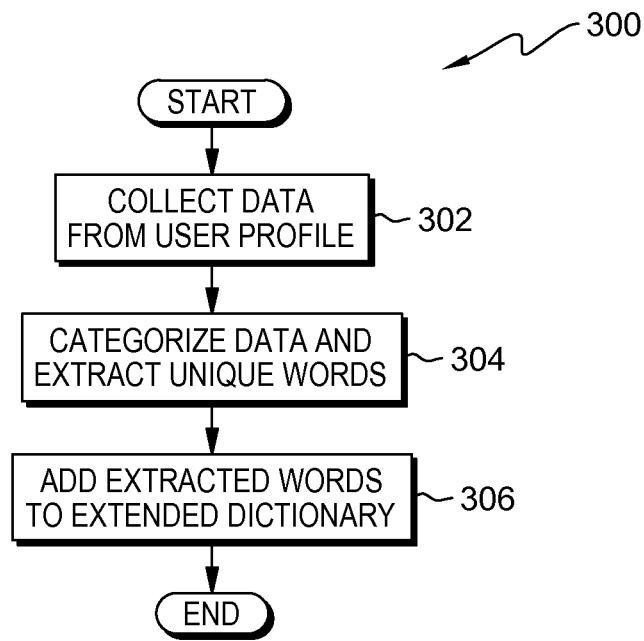 300
START
COLLECT DATA
FROM USER PROFILE
302
CATEGORIZE DATA AND
EXTRACT UNIQUE WORDS
304
ADD EXTRACTED WORDS
TO EXTENDED DICTIONARY
306
END